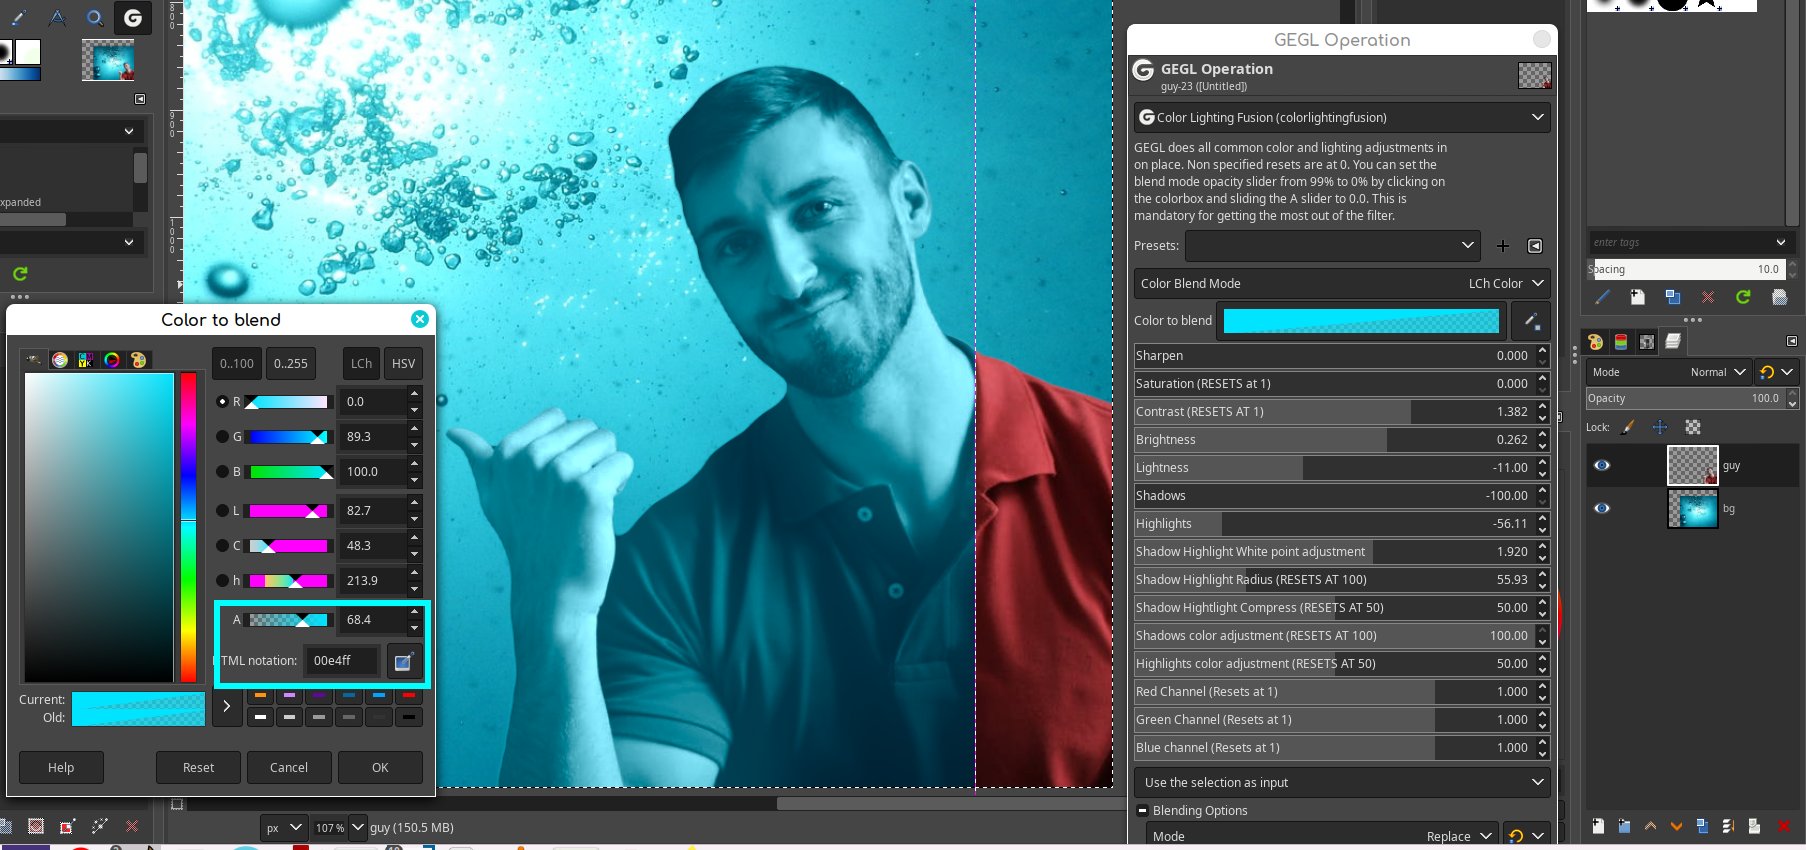 xpanded
800
900
1000
Color to blend
0..100
0..255
LCh
HSV
R 0.0
G 89.3
B 100.0
L 82.7
C 48.3
h 213.9
A 68.4
TML notation: 00e4ff
Current:
Old:
Help
Reset
Cancel
OK
px
107 %
guy (150.5 MB)
GEGL Operation
GEGL Operation
guy-23 ([Untitled])
Color Lighting Fusion (colorlightingfusion)
GEGL does all common color and lighting adjustments in
on place. Non specified resets are at 0. You can set the
blend mode opacity slider from 99% to 0% by clicking on
the colorbox and sliding the A slider to 0.0. This is
mandatory for getting the most out of the filter.
Presets:
Color Blend Mode LCh Color
Color to blend
Sharpen 0.000
Saturation (RESETS at 1) 0.000
Contrast (RESETS AT 1) 1.382
Brightness 0.262
Lightness -11.00
Shadows -100.00
Highlights -56.11
Shadow Highlight White point adjustment 1.920
Shadow Highlight Radius (RESETS AT 100) 55.93
Shadow Hightlight Compress (RESETS AT 50) 50.00
Shadows color adjustment (RESETS AT 100) 100.00
Highlights color adjustment (RESETS AT 50) 50.00
Red Channel (Resets at 1) 1.000
Green Channel (Resets at 1) 1.000
Blue channel (Resets at 1) 1.000
Use the selection as input
Blending Options
Mode Replace
enter tags
Spacing 10.0
Mode Normal
Opacity 100.0
Lock:
guy
bg